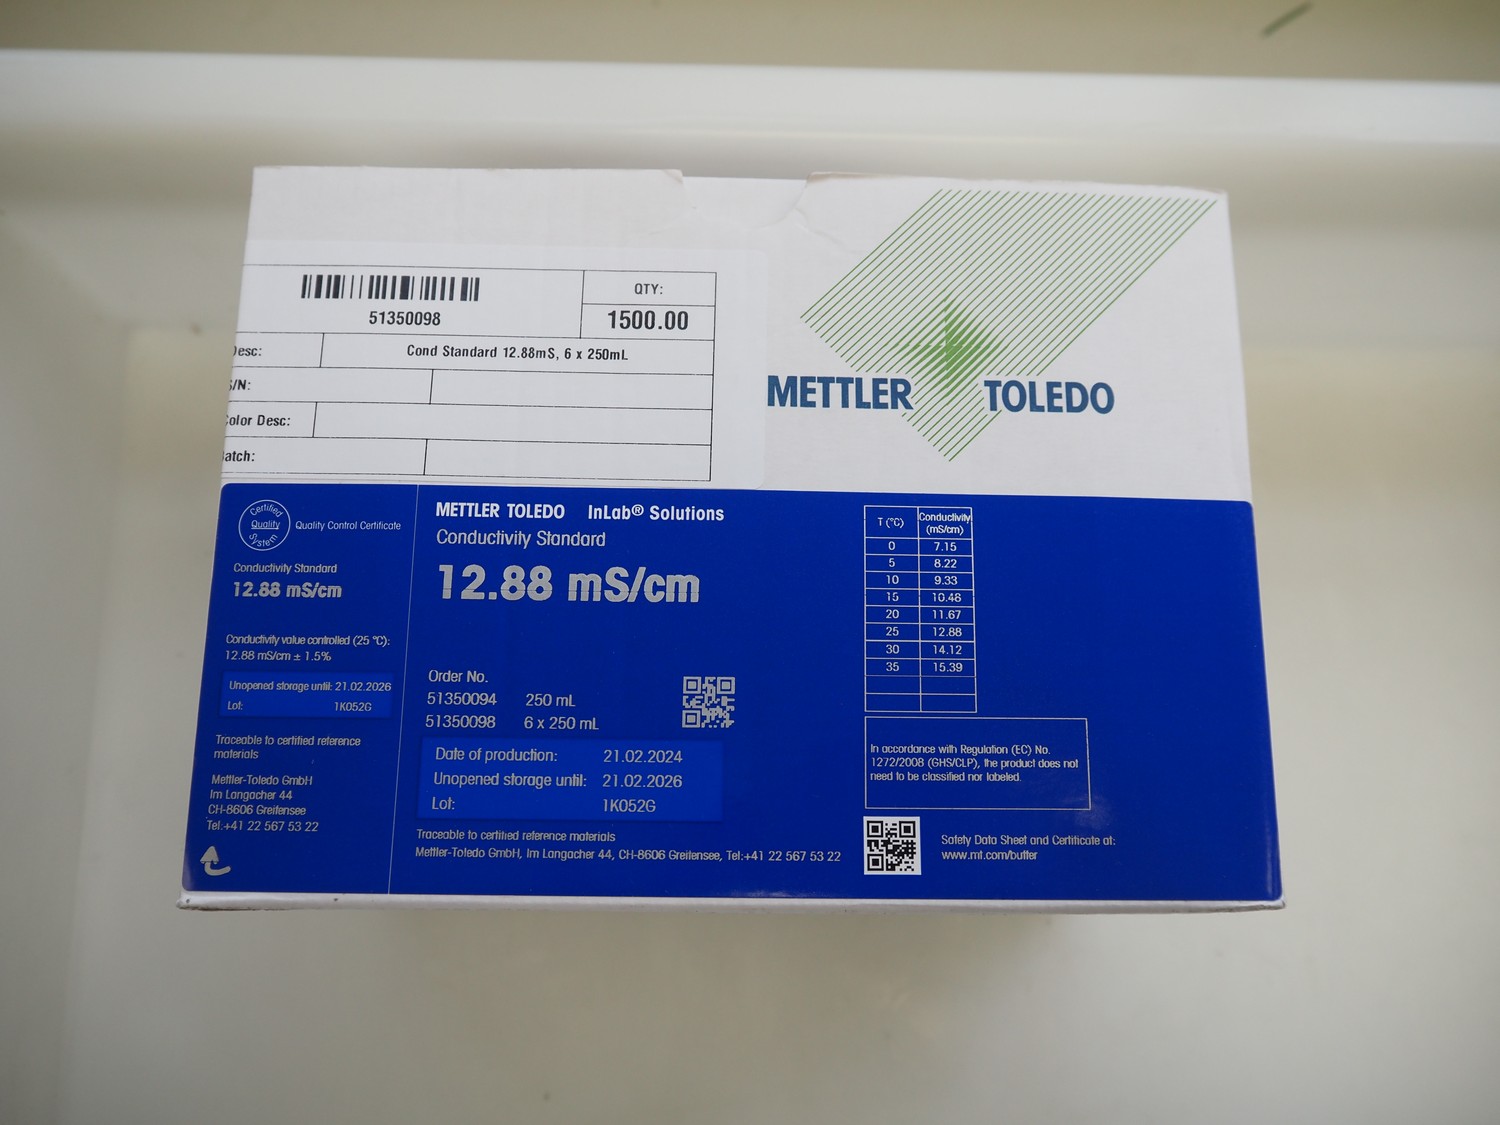 51350098
QTY:
1500.00
Desc:
Cond Standard 12.88mS, 6 x 250mL
S/N:
Color Desc:
atch:
METTLER TOLEDO
Certified
Quality
System
Quality Control Certificate
Conductivity Standard
12.88 mS/cm
Conductivity value controlled (25 °C):
12.88 mS/cm ± 1.5%
Unopened storage until: 21.02.2026
Lot: 1K052G
Traceable to certified reference
materials
Mettler-Toledo GmbH
Im Langacher 44
CH-8606 Greifensee
Tel:+41 22 567 53 22
METTLER TOLEDO InLab® Solutions
Conductivity Standard
12.88 mS/cm
Order No.
51350094 250 mL
51350098 6 x 250 mL
Date of production: 21.02.2024
Unopened storage until: 21.02.2026
Lot: 1K052G
Traceable to certified reference materials
Mettler-Toledo GmbH, Im Langacher 44, CH-8606 Greifensee, Tel:+41 22 567 53 22
T (°C) Conductivity (mS/cm)
0 7.15
5 8.22
10 9.33
15 10.48
20 11.67
25 12.88
30 14.12
35 15.39
In accordance with Regulation (EC) No.
1272/2008 (GHS/CLP), the product does not
need to be classified nor labeled.
Safety Data Sheet and Certificate at:
www.mt.com/buffer